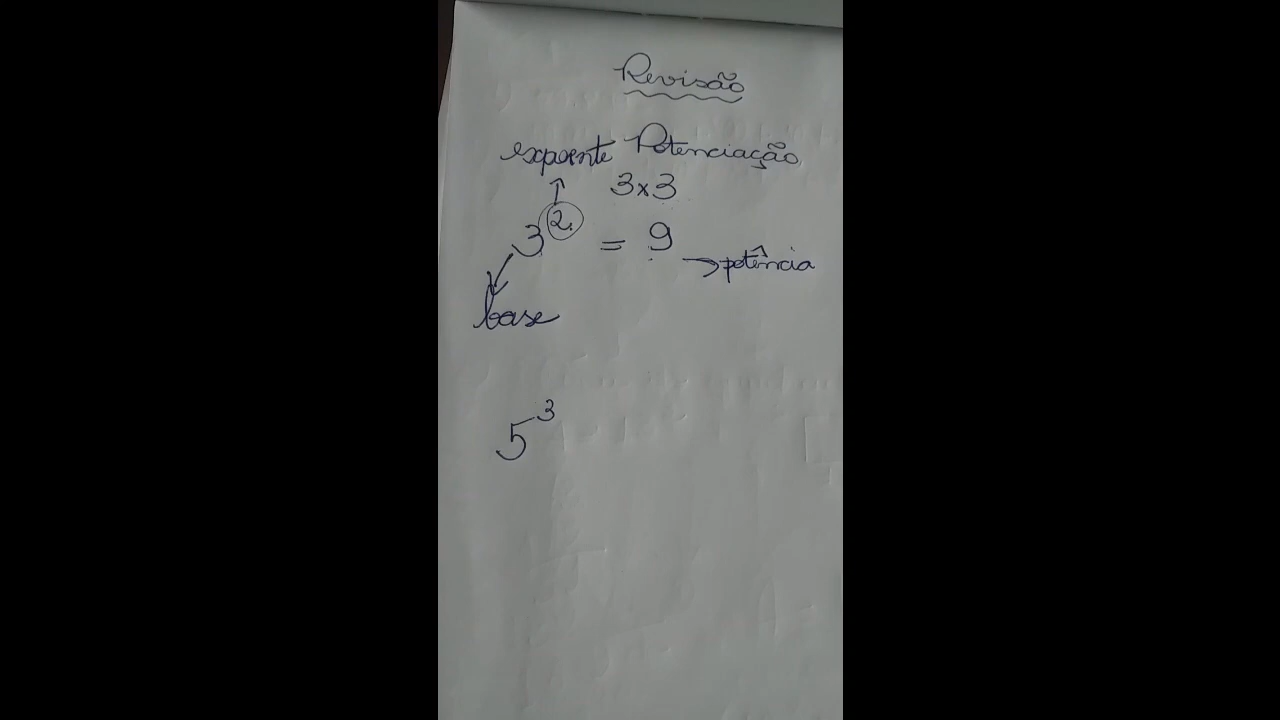 Revisão
expoente Potenciação
3x3
3² = 9 →potência
base
5³